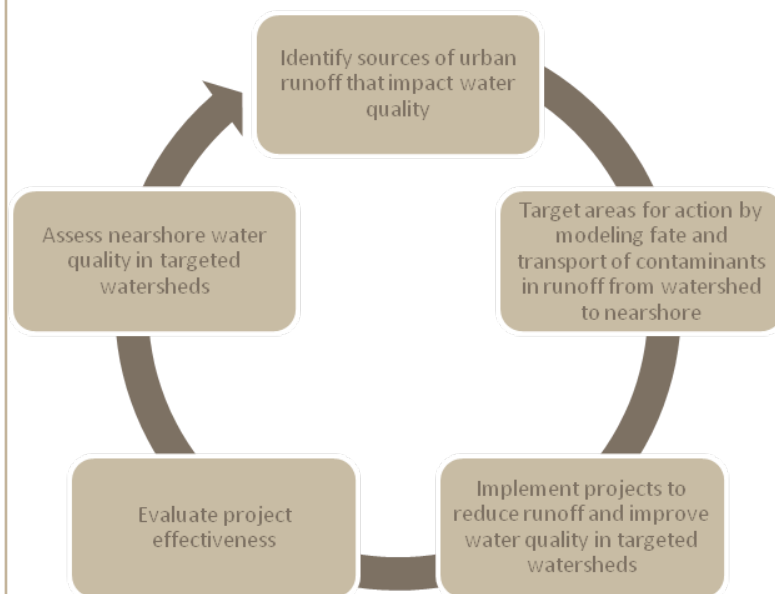 Identify sources of urban
runoff that impact water
quality
Target areas for action by
modeling fate and
transport of contaminants
in runoff from watershed
to nearshore
Implement projects to
reduce runoff and improve
water quality in targeted
watersheds
Evaluate project
effectiveness
Assess nearshore water
quality in targeted
watersheds